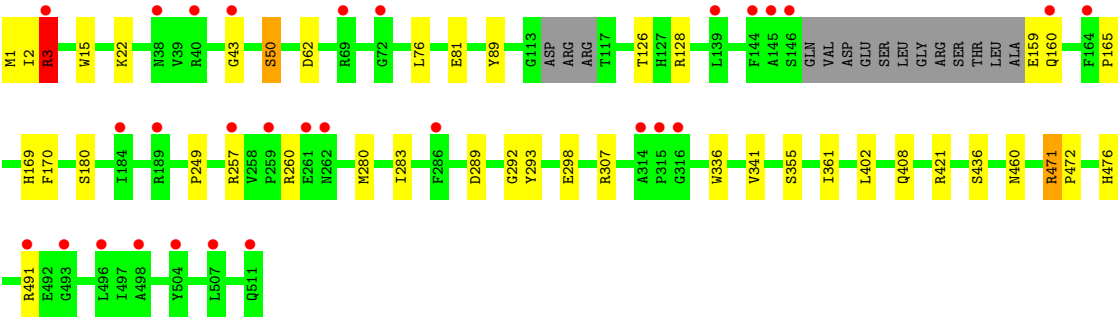 M1 I2 R3 W15 K22 N38 V39 R40 G43 S50 D62 R69 G72 L76 E81 Y89 G113 ASP ARG ARG T117 T126 H127 R128 L139 F144 A145 S146 GLN VAL ASP GLU SER LEU GLY ARG SER THR LEU ALA E159 Q160 F164 P165
H169 F170 S180 I184 R189 P249 R257 V258 P259 R260 E261 N262 M280 I283 F286 D289 G292 Y293 E298 R307 A314 P315 G316 W336 V341 S355 I361 L402 Q408 R421 S436 N460 R471 P472 H476
R491 E492 G493 L496 I497 A498 Y504 L507 Q511